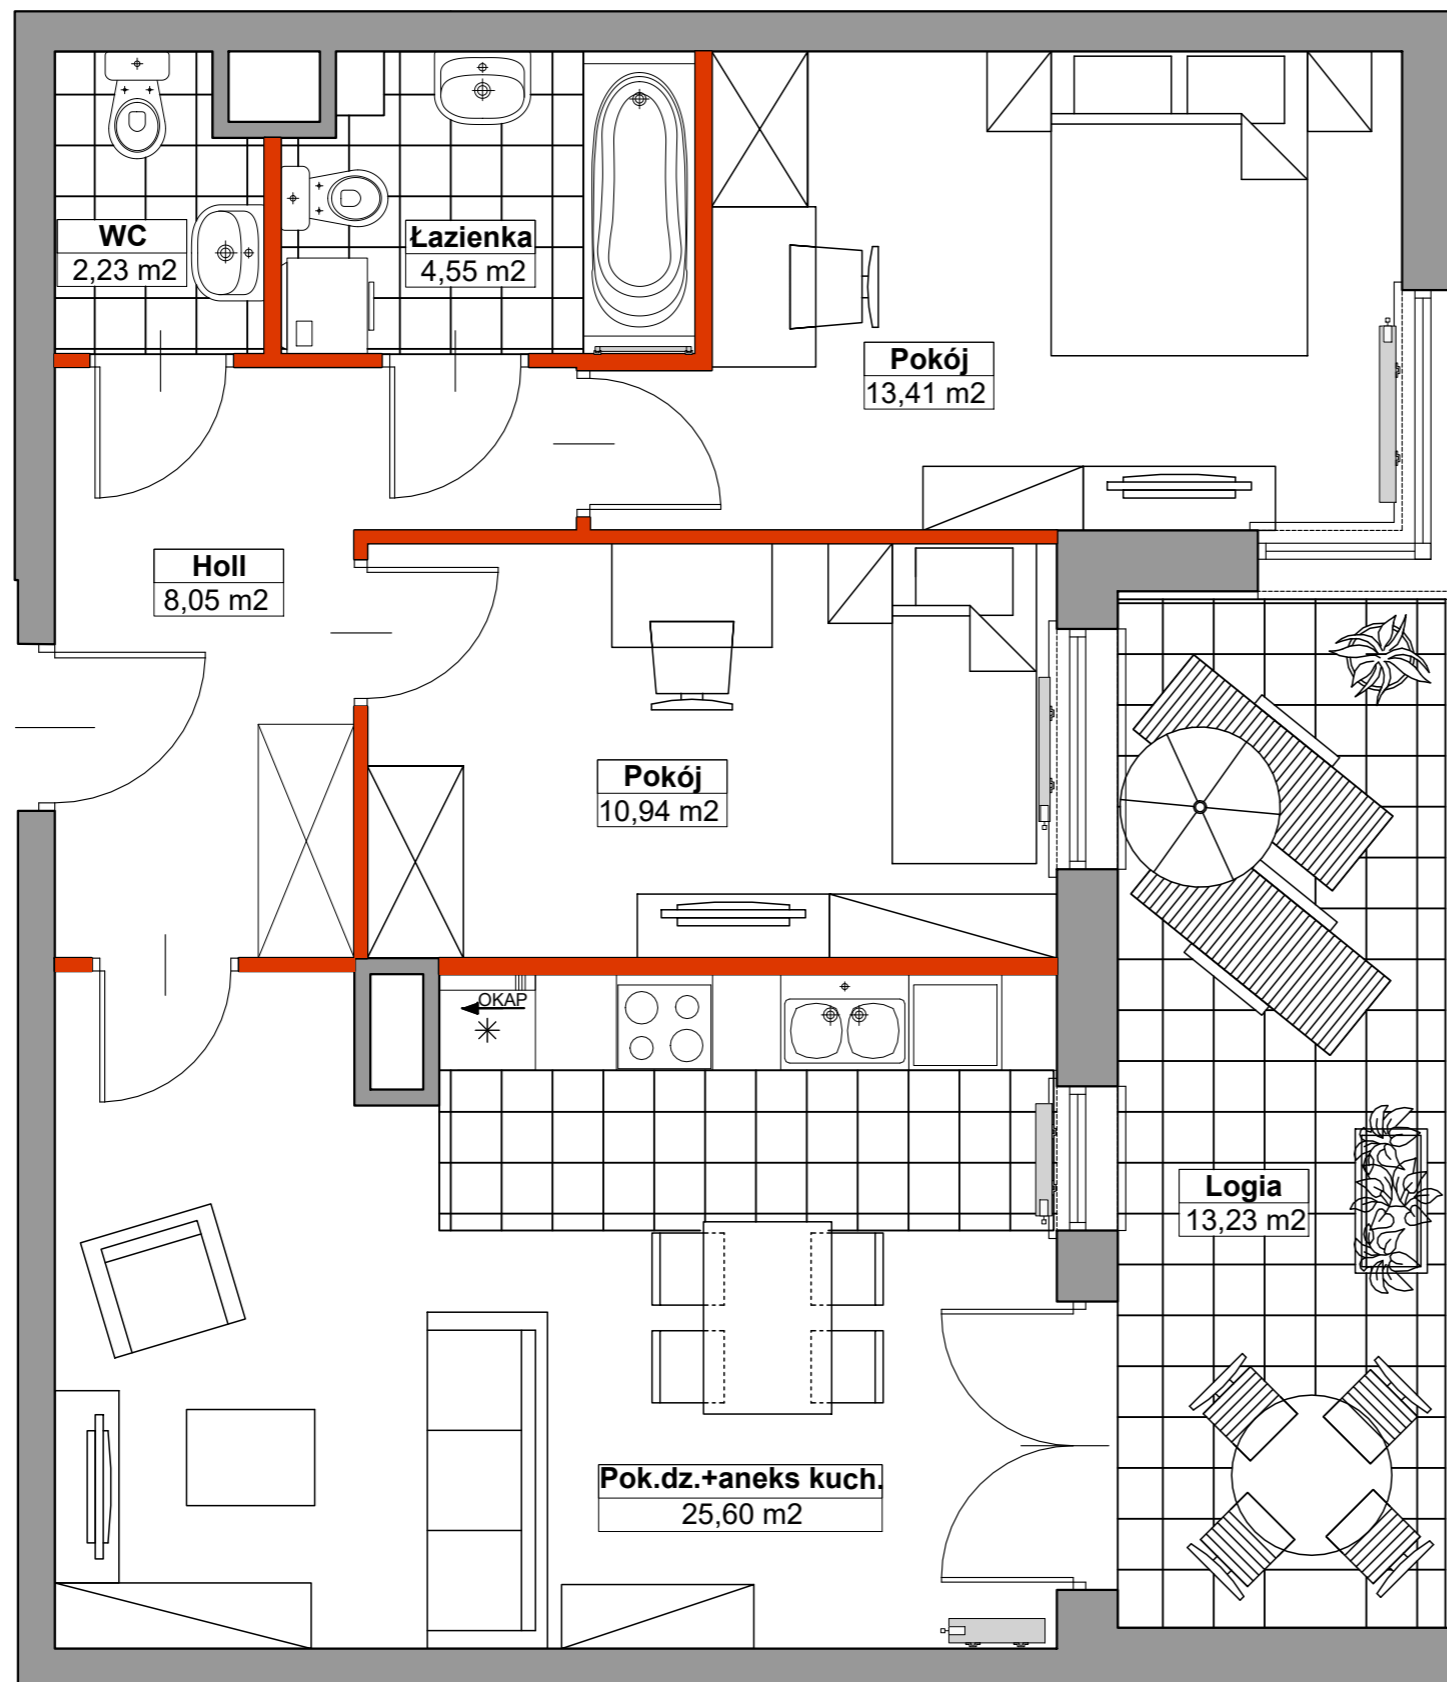 WC
2,23 m2
Łazienka
4,55 m2
Pokój
13,41 m2
Holl
8,05 m2
Pokój
10,94 m2
OKAP
Logia
13,23 m2
Pok.dz.+aneks kuch.
25,60 m2